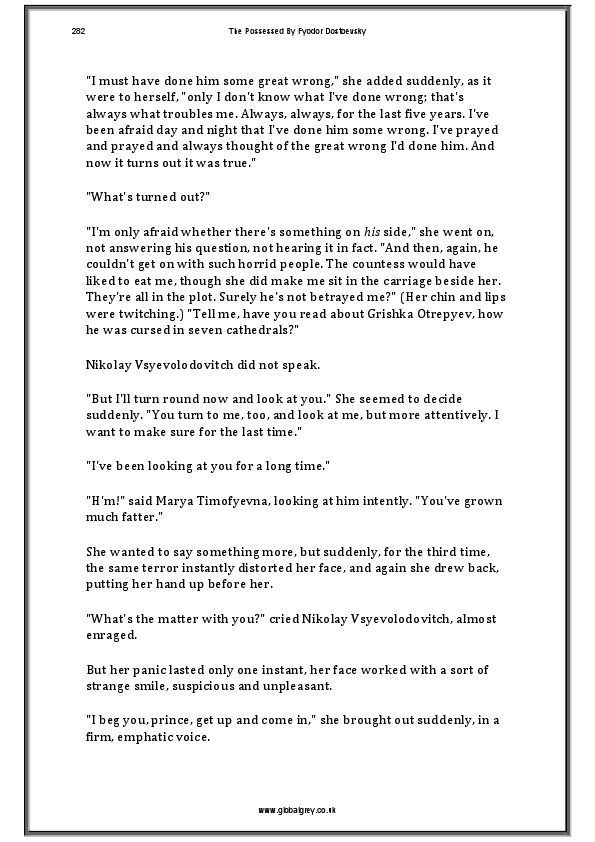 282
The Possessed By Fyodor Dostoevsky
"I must have done him some great wrong," she added suddenly, as it
were to herself, "only I don't know what I've done wrong; that's
always what troubles me. Always, always, for the last five years. I've
been afraid day and night that I've done him some wrong. I've prayed
and prayed and always thought of the great wrong I'd done him. And
now it turns out it was true."
"What's turned out?"
"I'm only afraid whether there's something on his side," she went on,
not answering his question, not hearing it in fact. "And then, again, he
couldn't get on with such horrid people. The countess would have
liked to eat me, though she did make me sit in the carriage beside her.
They're all in the plot. Surely he's not betrayed me?" (Her chin and lips
were twitching.) "Tell me, have you read about Grishka Otrepyev, how
he was cursed in seven cathedrals?"
Nikolay Vsyevolodovitch did not speak.
"But I'll turn round now and look at you." She seemed to decide
suddenly. "You turn to me, too, and look at me, but more attentively. I
want to make sure for the last time."
"I've been looking at you for a long time."
"H'm!" said Marya Timofyevna, looking at him intently. "You've grown
much fatter."
She wanted to say something more, but suddenly, for the third time,
the same terror instantly distorted her face, and again she drew back,
putting her hand up before her.
"What's the matter with you?" cried Nikolay Vsyevolodovitch, almost
enraged.
But her panic lasted only one instant, her face worked with a sort of
strange smile, suspicious and unpleasant.
"I beg you, prince, get up and come in," she brought out suddenly, in a
firm, emphatic voice.
www.globalgrey.co.uk